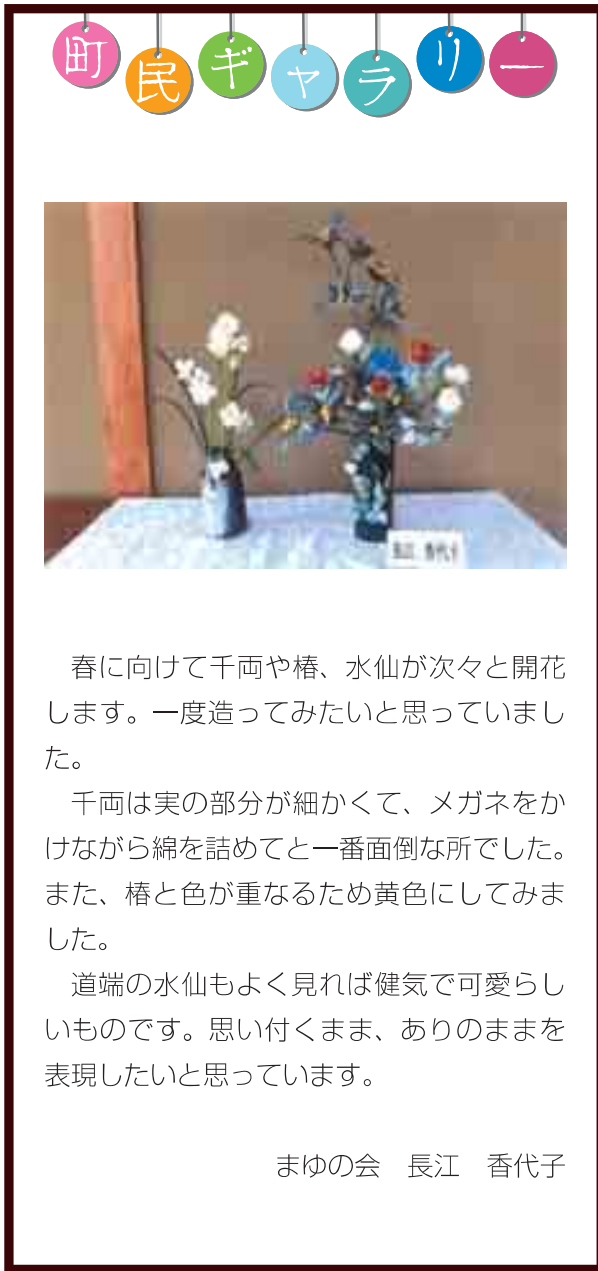 町民ギャラリー
春に向けて千両や椿、水仙が次々と開花
します。一度造ってみたいと思っていまし
た。
千両は実の部分が細かくて、メガネをか
けながら綿を詰めてと一番面倒な所でした。
また、椿と色が重なるため黄色にしてみま
した。
道端の水仙もよく見れば健気で可愛らし
いものです。思い付くまま、ありのままを
表現したいと思っています。
まゆの会　長江　香代子